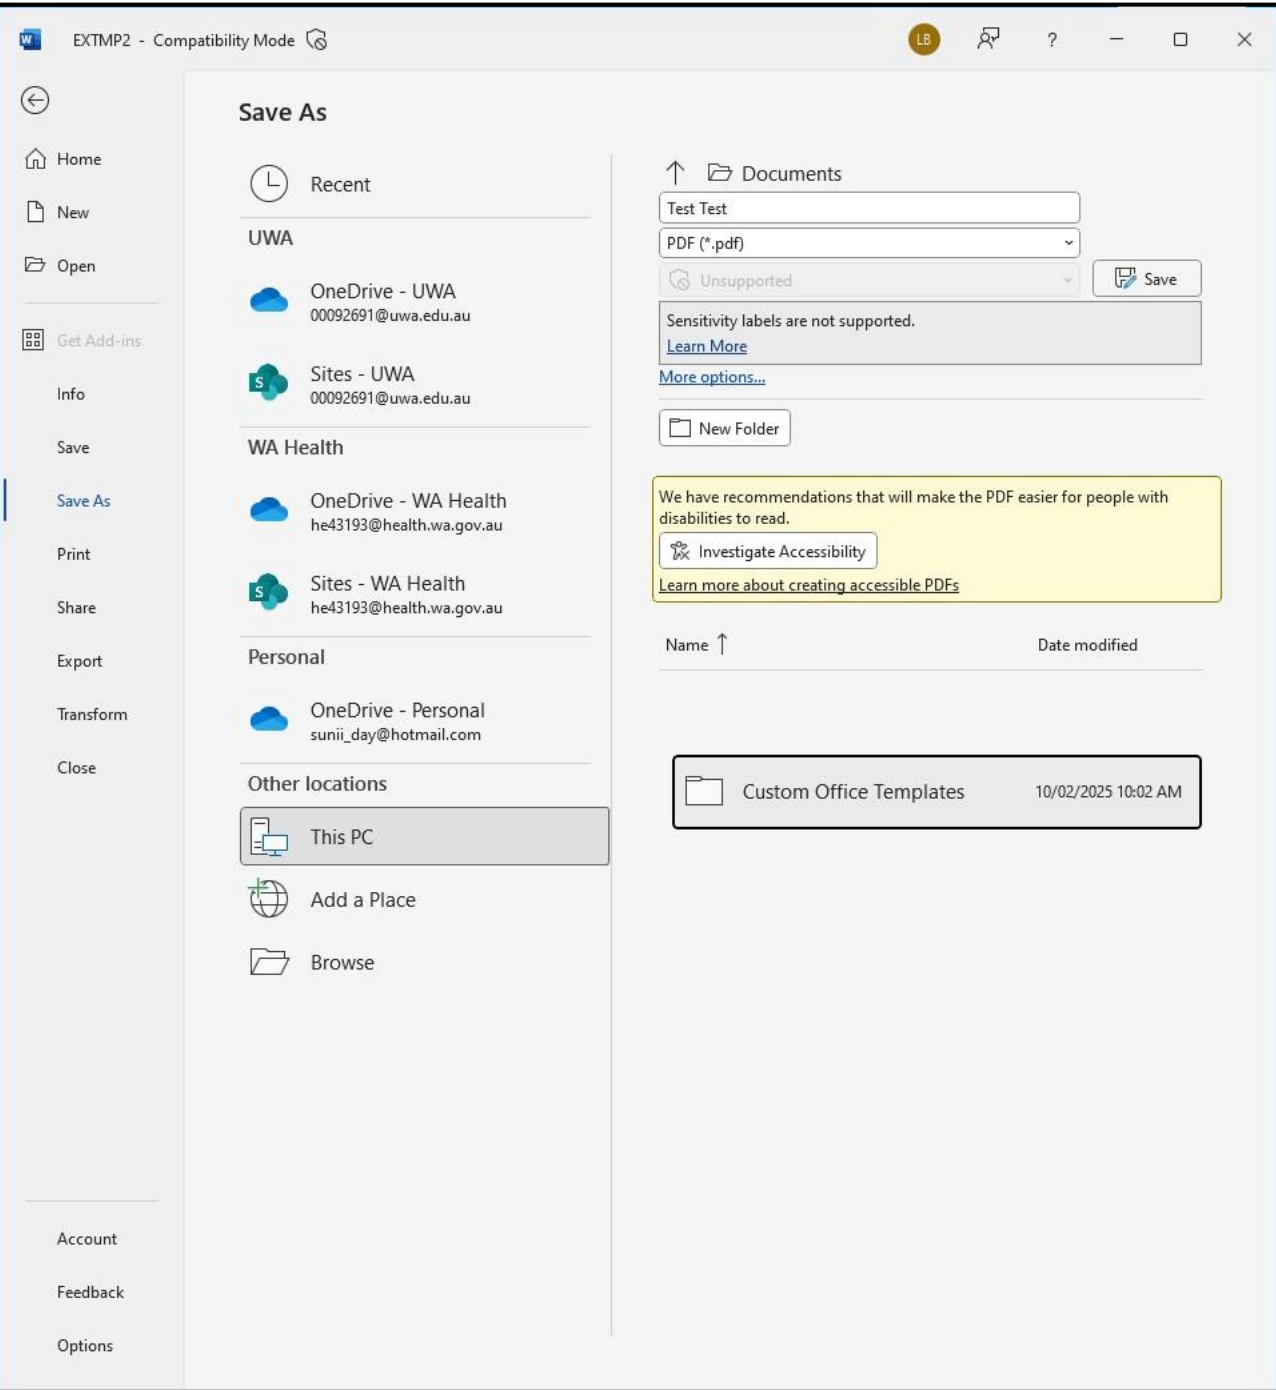 EXTMP2 - Compatibility Mode
LB
?
Save As
Home
New
Open
Get Add-ins
Info
Save
Save As
Print
Share
Export
Transform
Close
Account
Feedback
Options
Recent
UWA
OneDrive - UWA
00092691@uwa.edu.au
Sites - UWA
00092691@uwa.edu.au
WA Health
OneDrive - WA Health
he43193@health.wa.gov.au
Sites - WA Health
he43193@health.wa.gov.au
Personal
OneDrive - Personal
sunii_day@hotmail.com
Other locations
This PC
Add a Place
Browse
Documents
Test Test
PDF (*.pdf)
Unsupported
Save
Sensitivity labels are not supported.
Learn More
More options...
New Folder
We have recommendations that will make the PDF easier for people with
disabilities to read.
Investigate Accessibility
Learn more about creating accessible PDFs
Name ↑ Date modified
Custom Office Templates 10/02/2025 10:02 AM